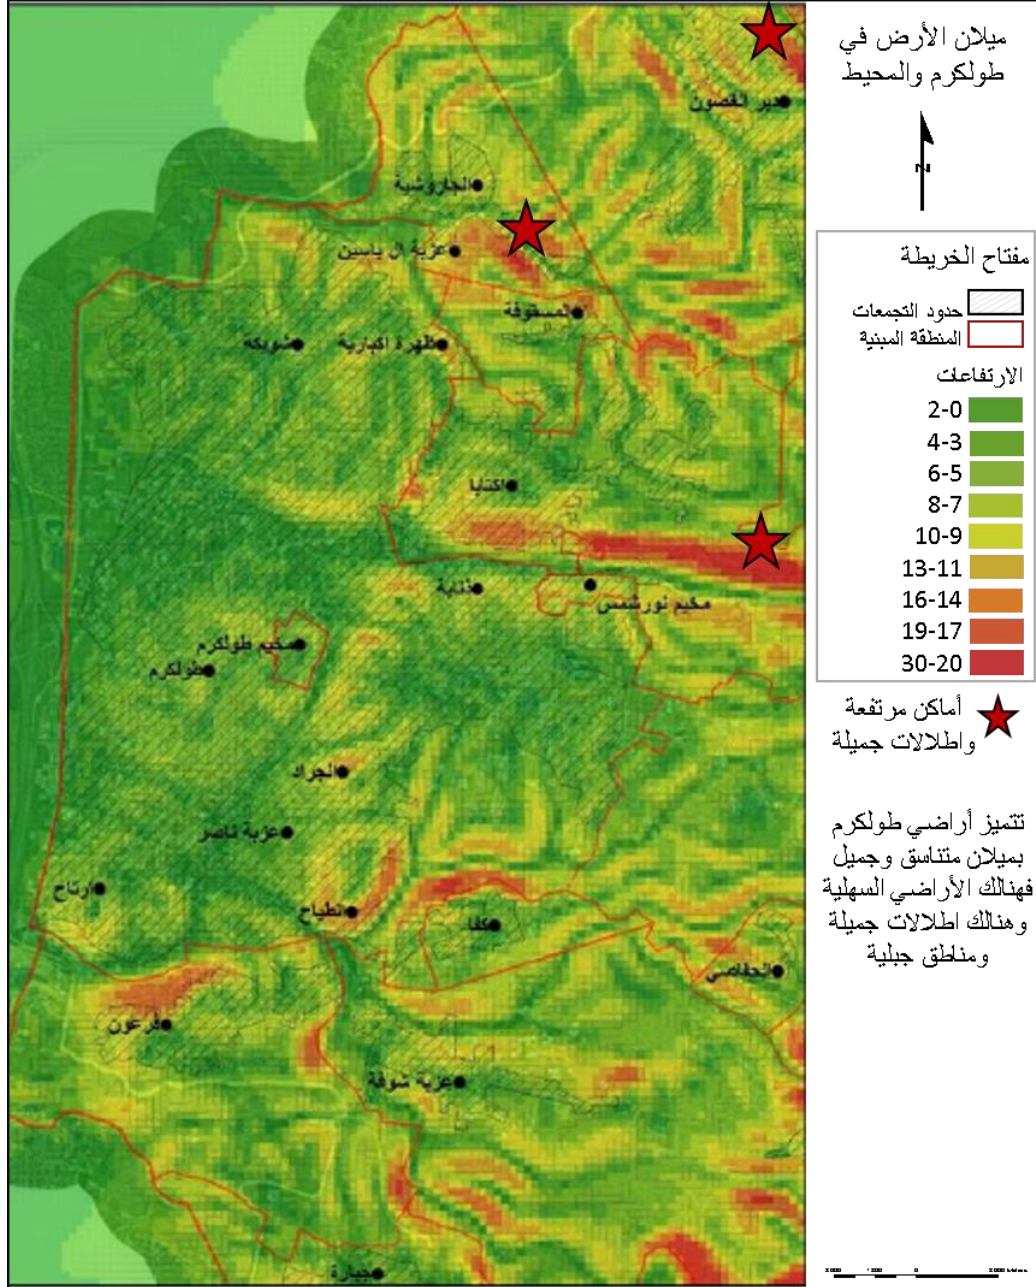 ميلان الأرض في
طولكرم والمحيط
N
مفتاح الخريطة
حدود التجمعات
المنطقة المبنية
الارتفاعات
2-0
4-3
6-5
8-7
10-9
13-11
16-14
19-17
30-20
أماكن مرتفعة
واطلالات جميلة
تتميز أراضي طولكرم
بميلان متناسق وجميل
فهنالك الأراضي السهلية
وهنالك اطلالات جميلة
ومناطق جبلية
دير الغصون
الجاروشية
عزبة ال ياسين
المسقوفة
ظهرة اكبارية
شويكه
اكتابا
ذنابة
مخيم نورشمس
مخيم طولكرم
طولكرم
الجراد
عزبة ناصر
ارتاح
الطياح
كفا
الحفاصي
فرعون
عزبة شوفة
جبارة